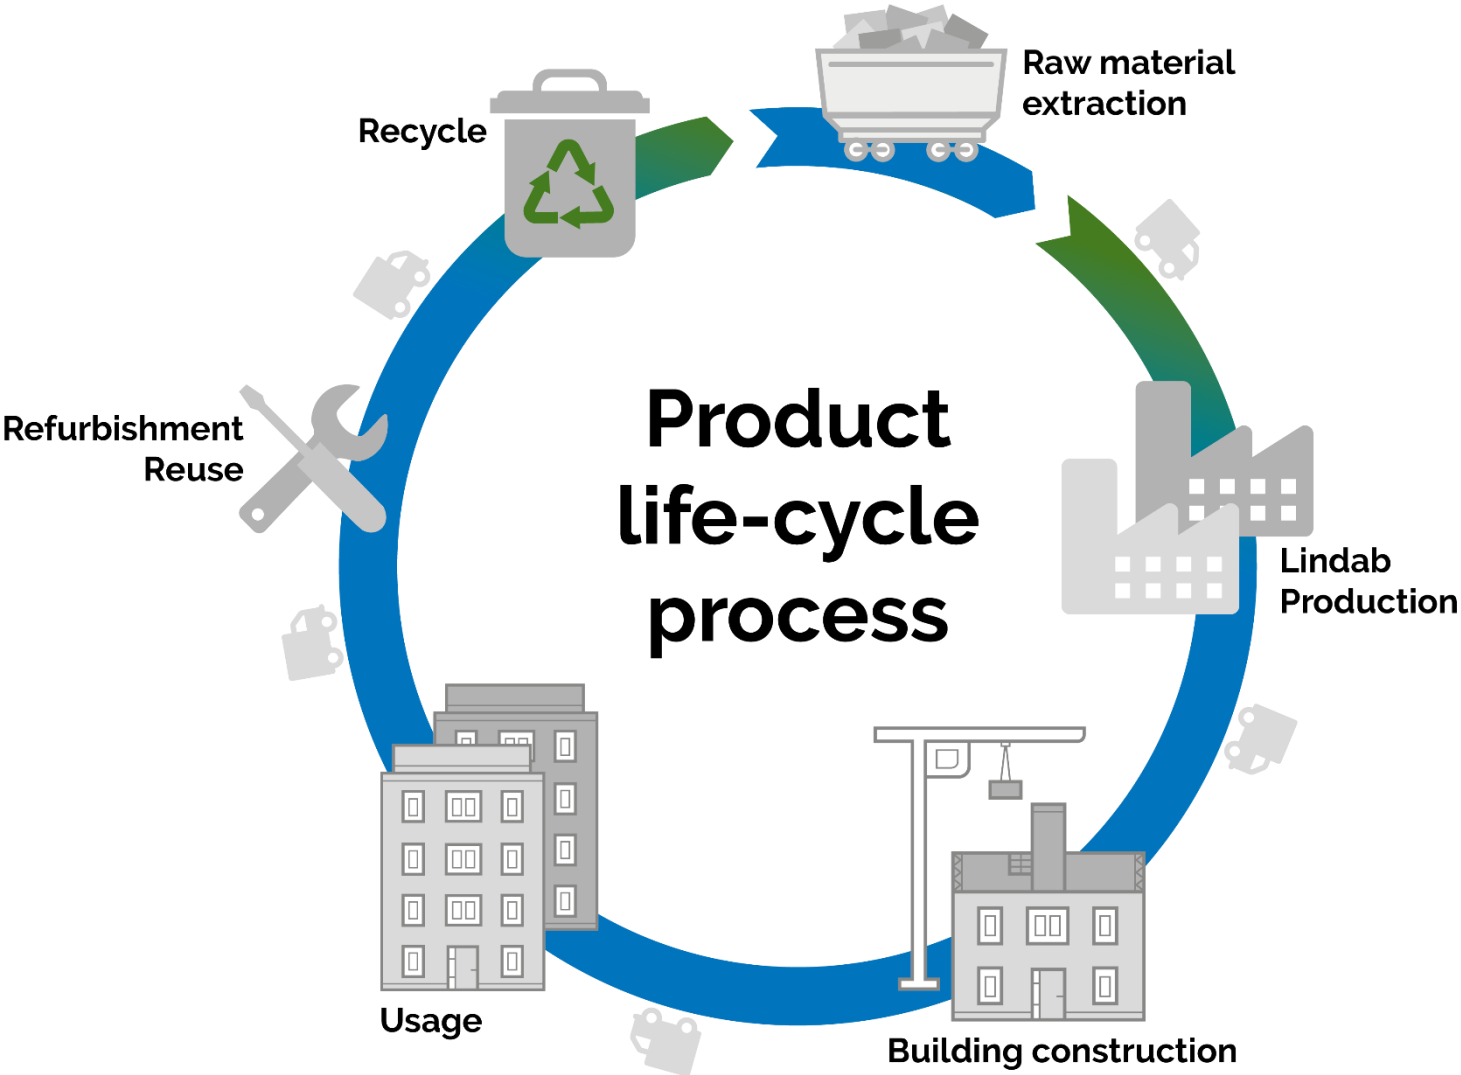 Product
life-cycle
process
Raw material
extraction
Lindab
Production
Building construction
Usage
Refurbishment
Reuse
Recycle